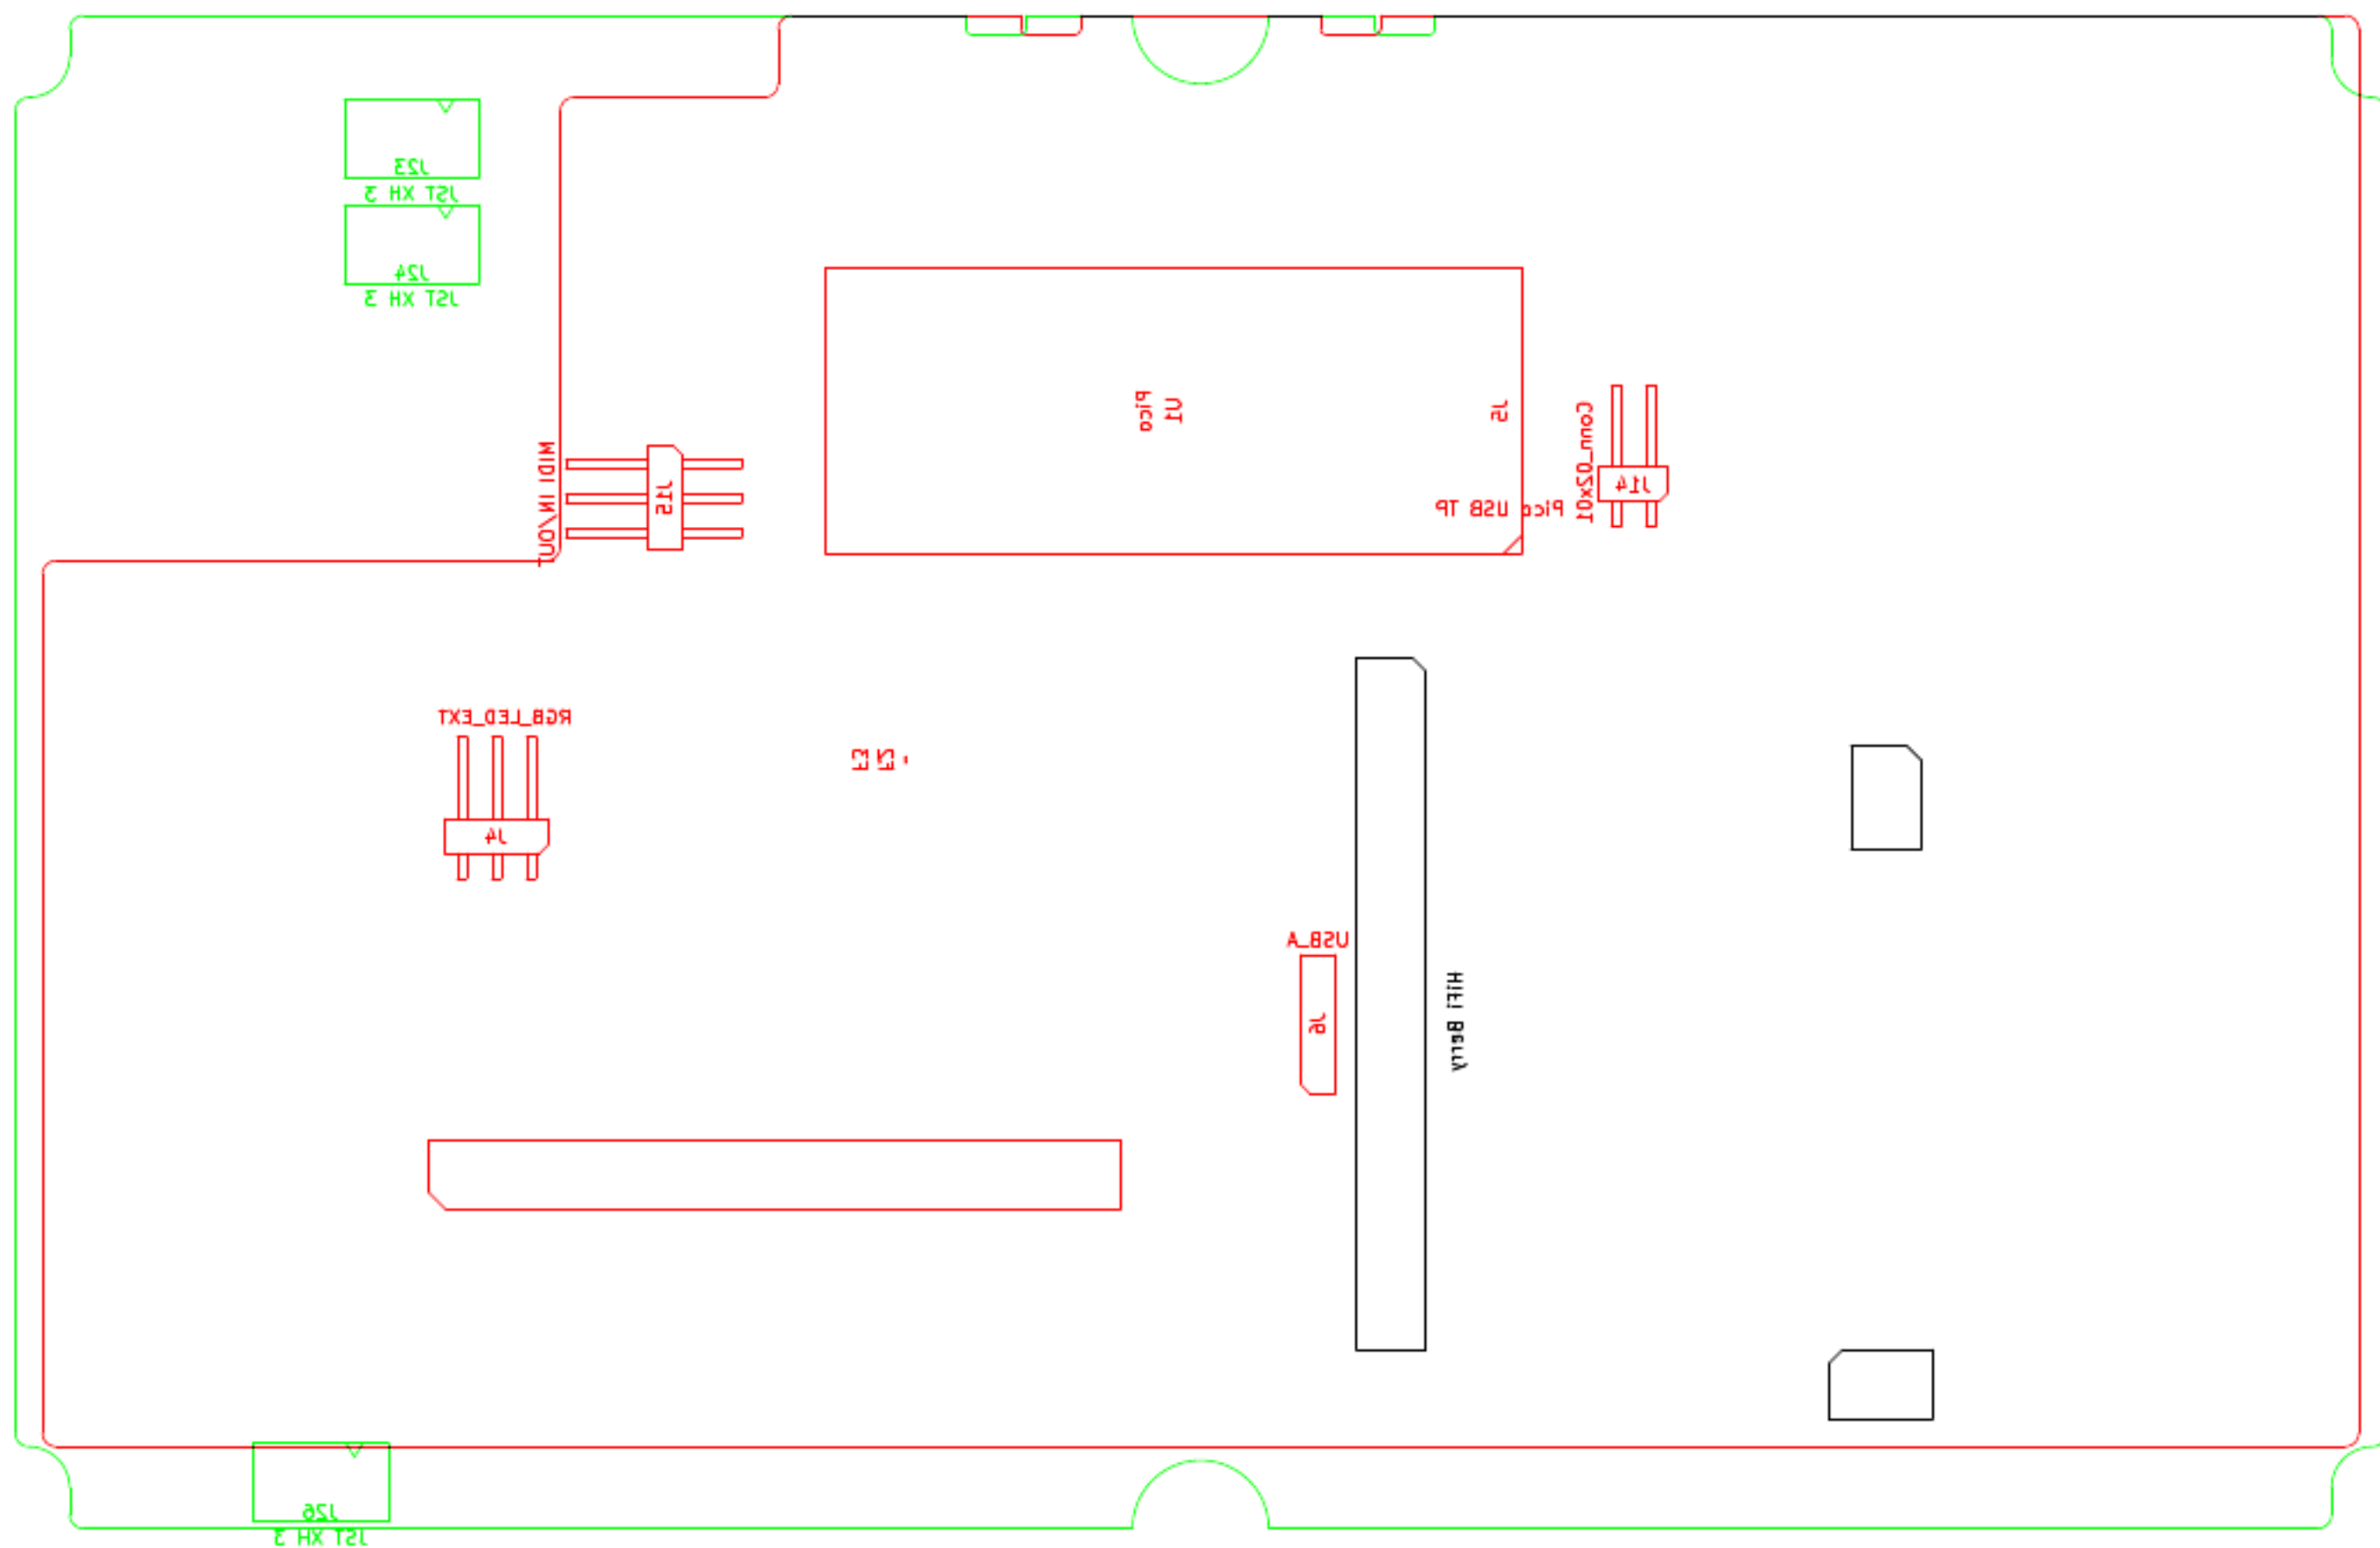 J23
JST XH 3
J24
JST XH 3
U1
Pico
J5
Conn_02x01
J14
Pico USB TP
MIDI IN/OUT
J15
RGB_LED_EXT
J4
USB_A
J6
HiFi Berry
J26
JST XH 3